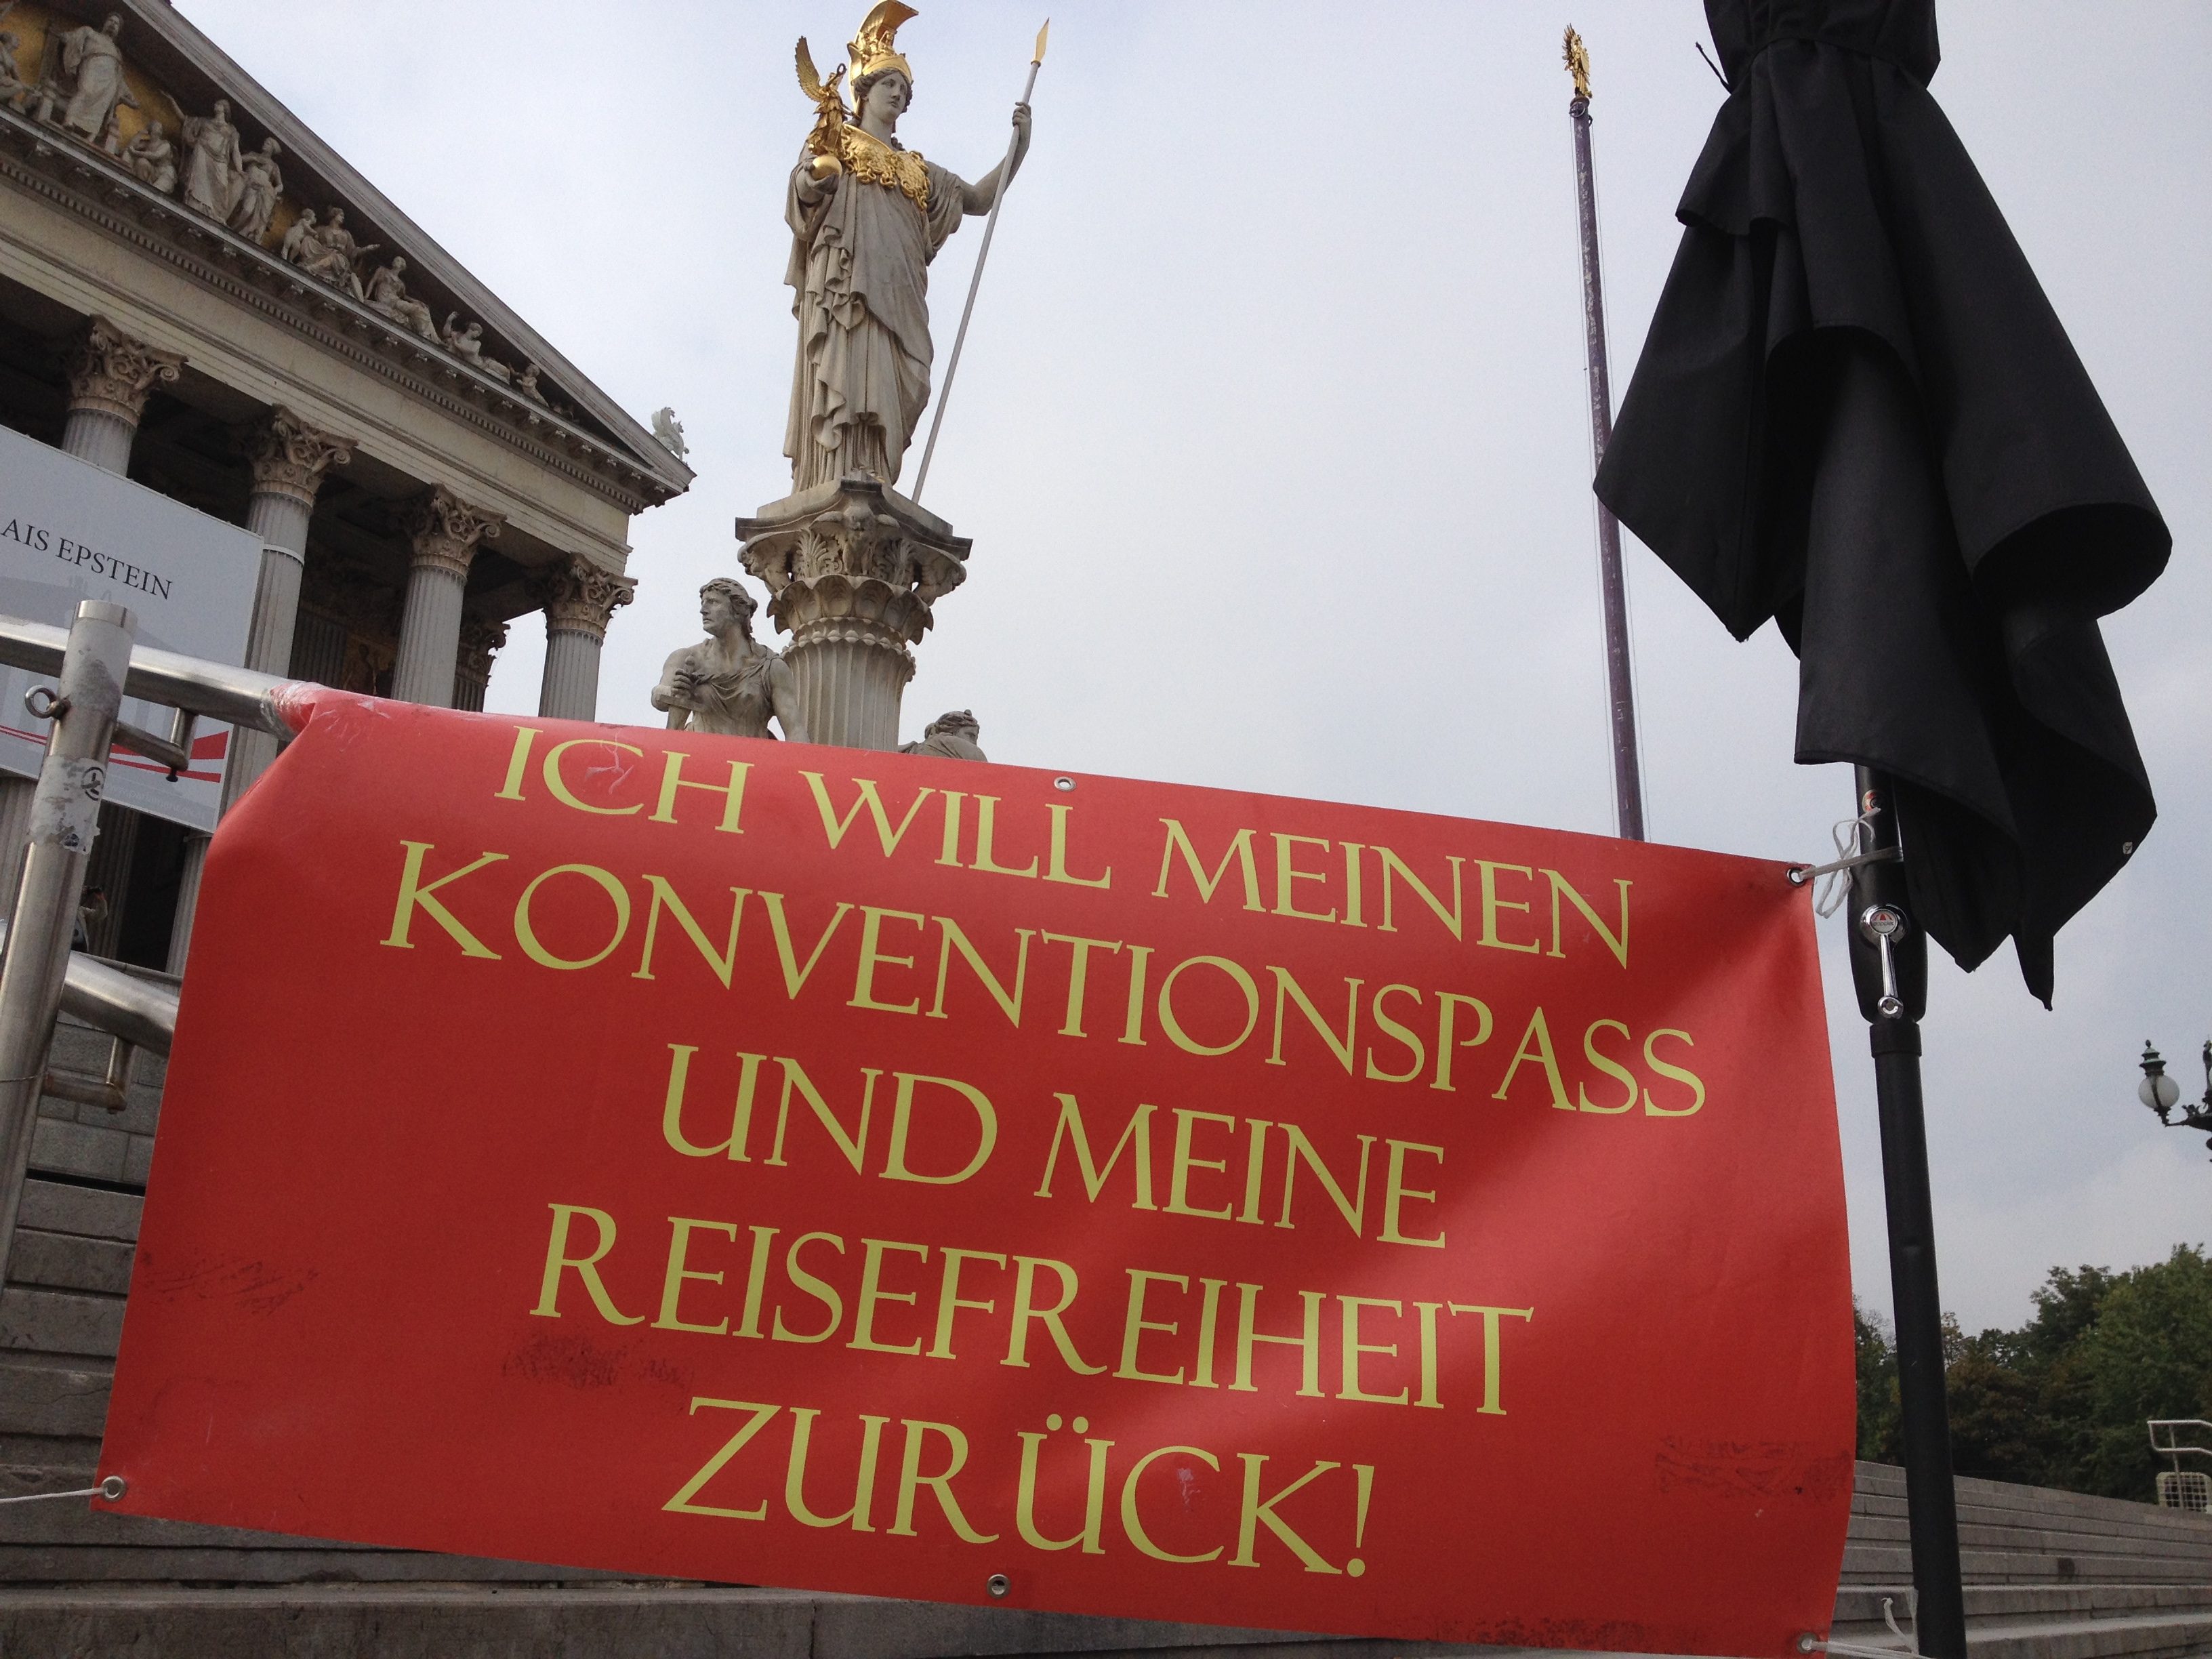 AIS EPSTEIN
ICH WILL MEINEN
KONVENTIONSPASS
UND MEINE
REISEFREIHEIT
ZURÜCK!